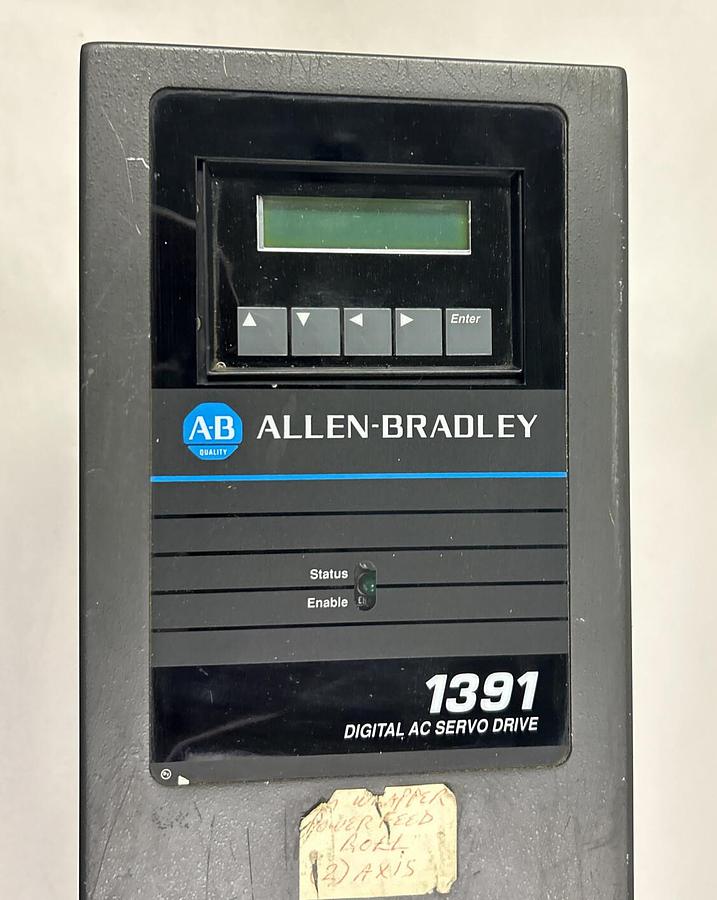 Enter
A-B
QUALITY
ALLEN-BRADLEY
Status
Enable
1391
DIGITAL AC SERVO DRIVE
WRAPPER
POWER FEED
ROLL
(2) AXIS